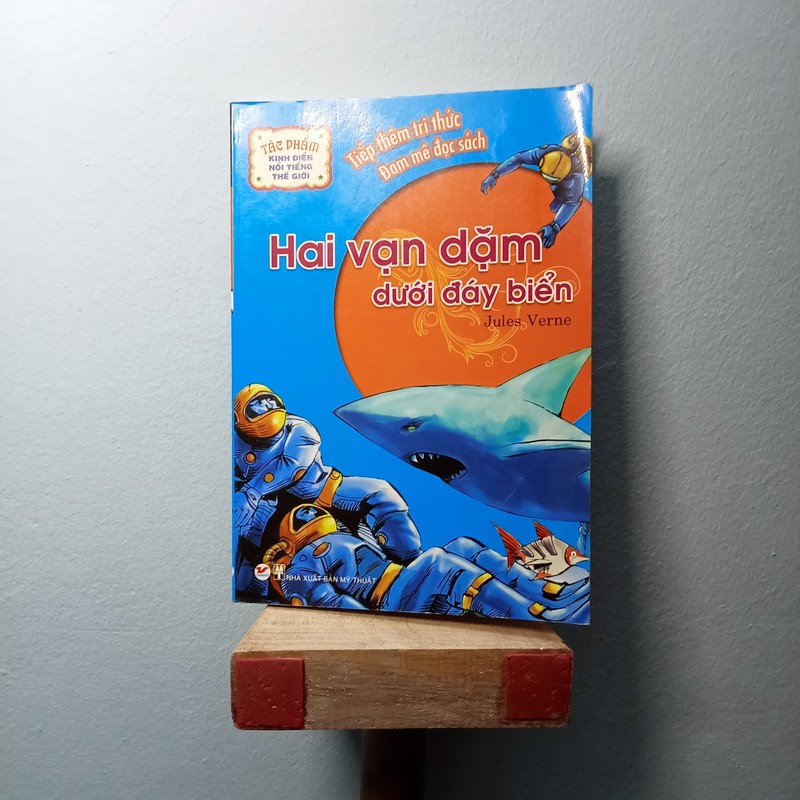 TÁC PHẨM
KINH ĐIỂN
NỔI TIẾNG
THẾ GIỚI
Tiếp thêm tri thức
Đam mê đọc sách
Hai vạn dặm
dưới đáy biển
Jules Verne
NHÀ XUẤT BẢN MỸ THUẬT